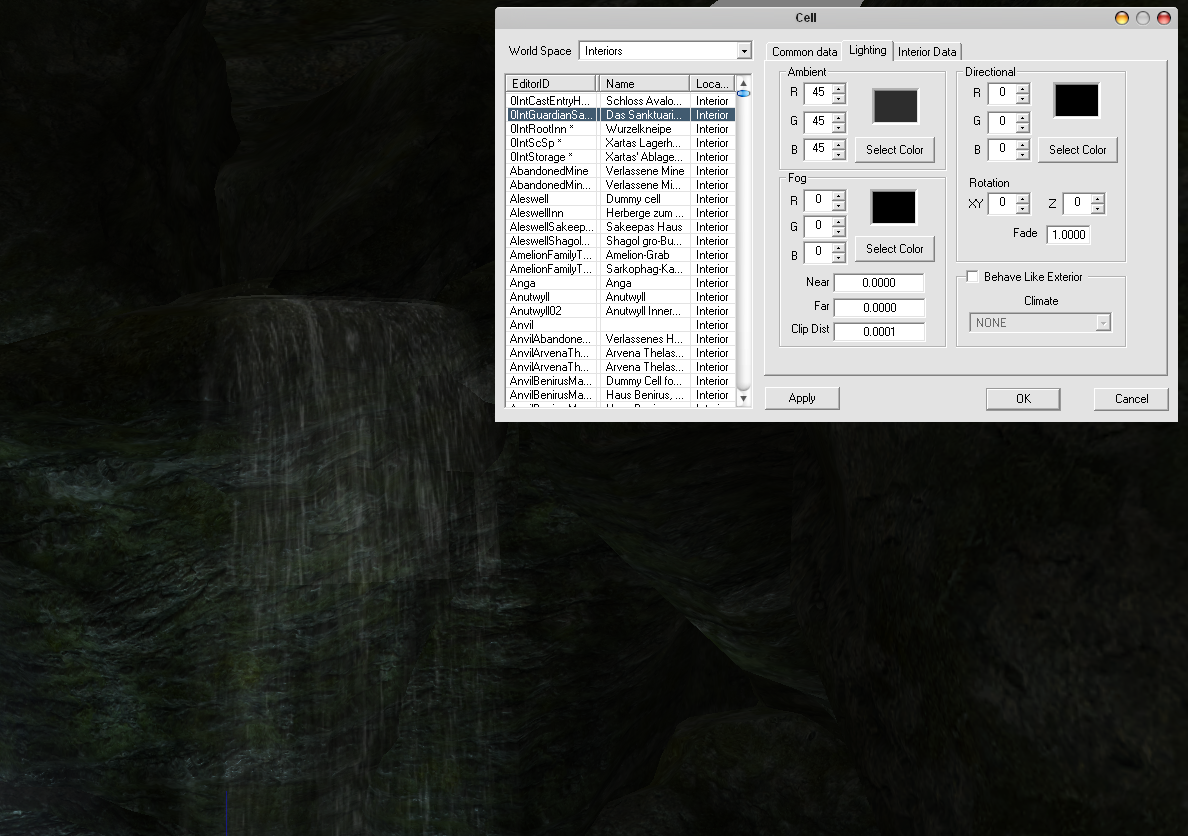 Cell
World Space Interiors
EditorID Name Loca...
0IntCastEntryH... Schloss Avalo... Interior
0IntGuardianSa... Das Sanktuari... Interior
0IntRootInn * Wurzelkneipe Interior
0IntScSp * Xartas Lagerh... Interior
0IntStorage * Xartas' Ablage... Interior
AbandonedMine Verlassene Mine Interior
AbandonedMin... Verlassene Mi... Interior
Aleswell Dummy cell Interior
AleswellInn Herberge zum ... Interior
AleswellSakeep... Sakeepas Haus Interior
AleswellShagol... Shagol gro-Bu... Interior
AmelionFamilyT... Amelion-Grab Interior
AmelionFamilyT... Sarkophag-Ka... Interior
Anga Anga Interior
Anutwyll Anutwyll Interior
Anutwyll02 Anutwyll Inner... Interior
Anvil Interior
AnvilAbandone... Verlassenes H... Interior
AnvilArvenaTh... Arvena Thelas... Interior
AnvilArvenaTh... Arvena Thelas... Interior
AnvilBenirusMa... Dummy Cell fo... Interior
AnvilBenirusMa... Haus Benirus, ... Interior
Common data Lighting Interior Data
Ambient
R 45
G 45
B 45 Select Color
Fog
R 0
G 0
B 0 Select Color
Near 0.0000
Far 0.0000
Clip Dist 0.0001
Directional
R 0
G 0
B 0 Select Color
Rotation
XY 0 Z 0
Fade 1.0000
Behave Like Exterior
Climate
NONE
Apply OK Cancel